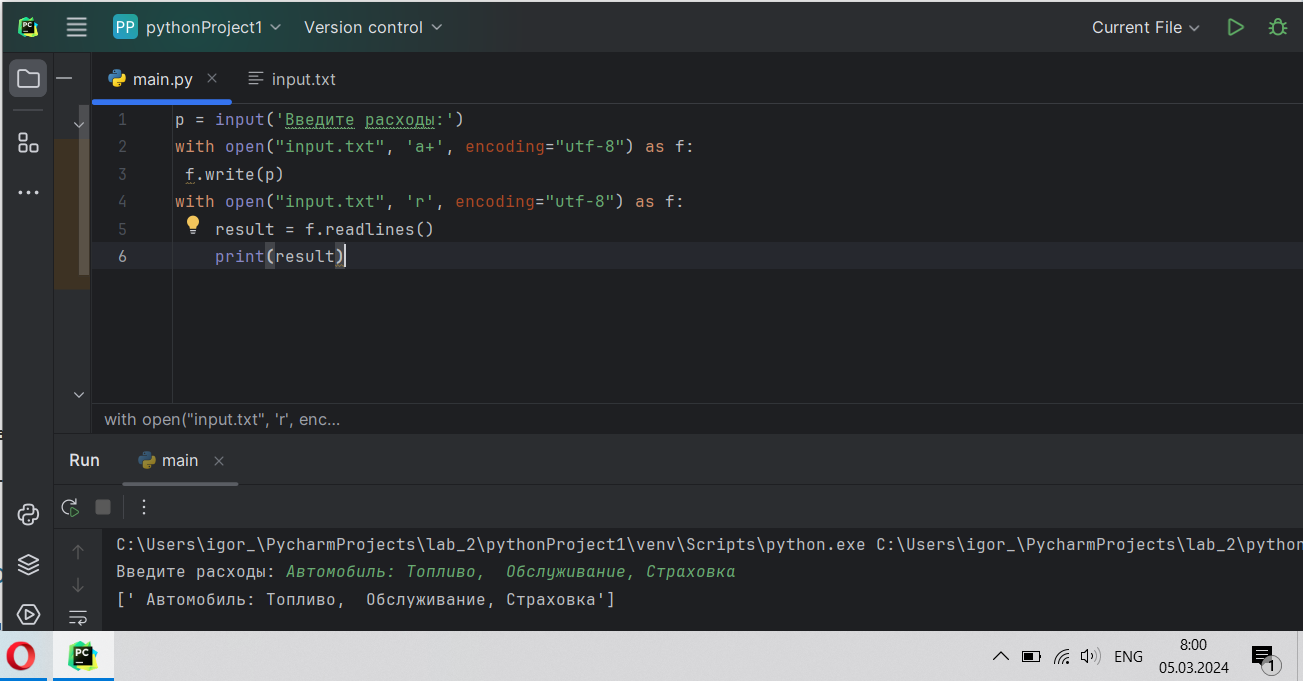 PC PP pythonProject1 Version control Current File
main.py input.txt
1 p = input('Введите расходы:')
2 with open("input.txt", 'a+', encoding="utf-8") as f:
3 f.write(p)
4 with open("input.txt", 'r', encoding="utf-8") as f:
5 result = f.readlines()
6 print(result)
with open("input.txt", 'r', enc...
Run main
C:\Users\igor_\PycharmProjects\lab_2\pythonProject1\venv\Scripts\python.exe C:\Users\igor_\PycharmProjects\lab_2\python
Введите расходы: Автомобиль: Топливо,  Обслуживание, Страховка
[' Автомобиль: Топливо,  Обслуживание, Страховка']
PC ENG 8:00
05.03.2024 1